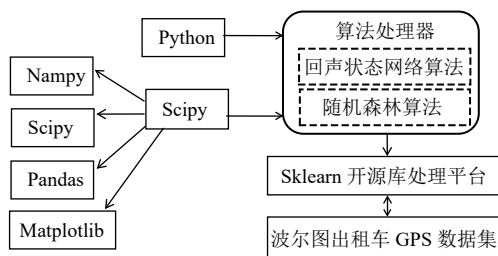 Python
算法处理器
回声状态网络算法
随机森林算法
Nampy
Scipy
Pandas
Matplotlib
Scipy
Sklearn 开源库处理平台
波尔图出租车 GPS 数据集